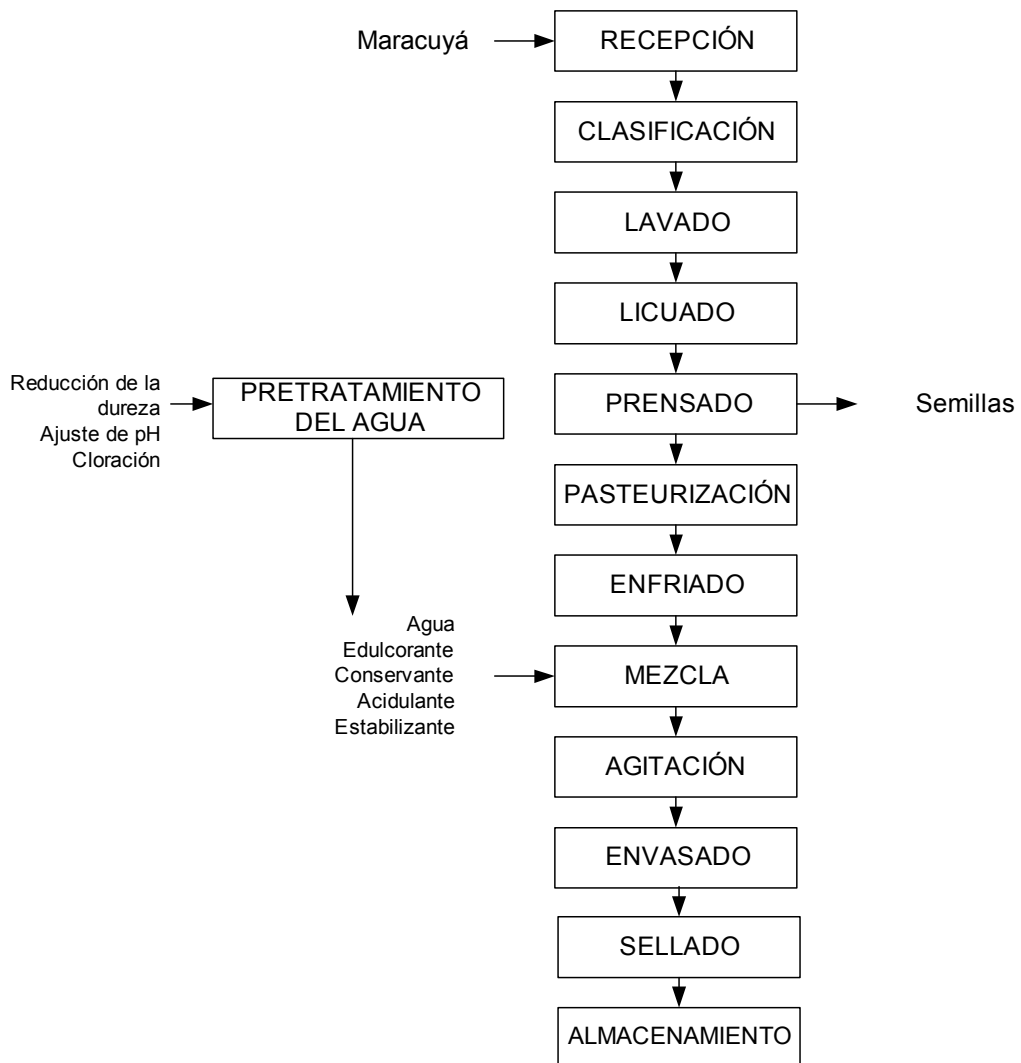 Maracuyá
RECEPCIÓN
CLASIFICACIÓN
LAVADO
LICUADO
Reducción de la
dureza
Ajuste de pH
Cloración
PRETRATAMIENTO
DEL AGUA
PRENSADO
Semillas
PASTEURIZACIÓN
ENFRIADO
Agua
Edulcorante
Conservante
Acidulante
Estabilizante
MEZCLA
AGITACIÓN
ENVASADO
SELLADO
ALMACENAMIENTO